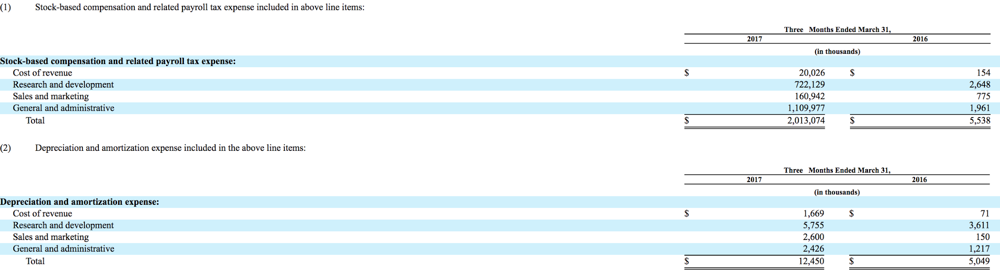 (1) Stock-based compensation and related payroll tax expense included in above line items:
Three Months Ended March 31,
2017 2016
(in thousands)
Stock-based compensation and related payroll tax expense:
Cost of revenue $ 20,026 $ 154
Research and development 722,129 2,648
Sales and marketing 160,942 775
General and administrative 1,109,977 1,961
Total $ 2,013,074 $ 5,538
(2) Depreciation and amortization expense included in the above line items:
Three Months Ended March 31,
2017 2016
(in thousands)
Depreciation and amortization expense:
Cost of revenue $ 1,669 $ 71
Research and development 5,755 3,611
Sales and marketing 2,600 150
General and administrative 2,426 1,217
Total $ 12,450 $ 5,049